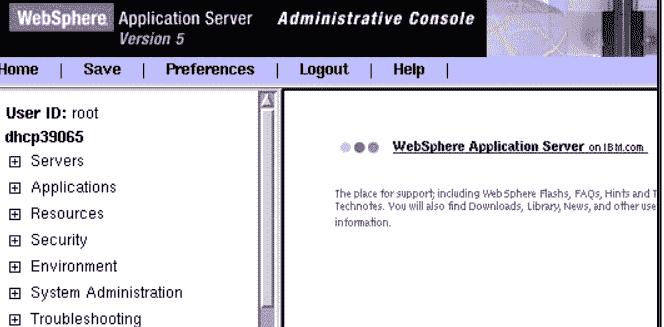 WebSphere Application Server Administrative Console
Version 5
Home | Save | Preferences | Logout | Help |
User ID: root
dhcp39065
Servers
Applications
Resources
Security
Environment
System Administration
Troubleshooting
WebSphere Application Server on IBM.com
The place for support; including WebSphere Flashs, FAQs, Hints and T
Technotes. You will also find Downloads, Library, News, and other use
information.